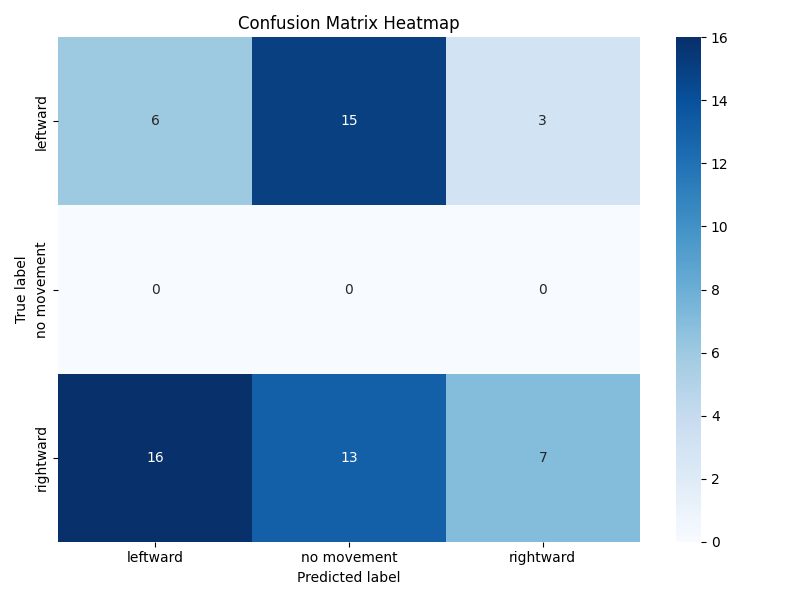 Confusion Matrix Heatmap
True label
leftward
6 15 3
no movement
0 0 0
rightward
16 13 7
leftward no movement rightward
Predicted label
16
14
12
10
8
6
4
2
0